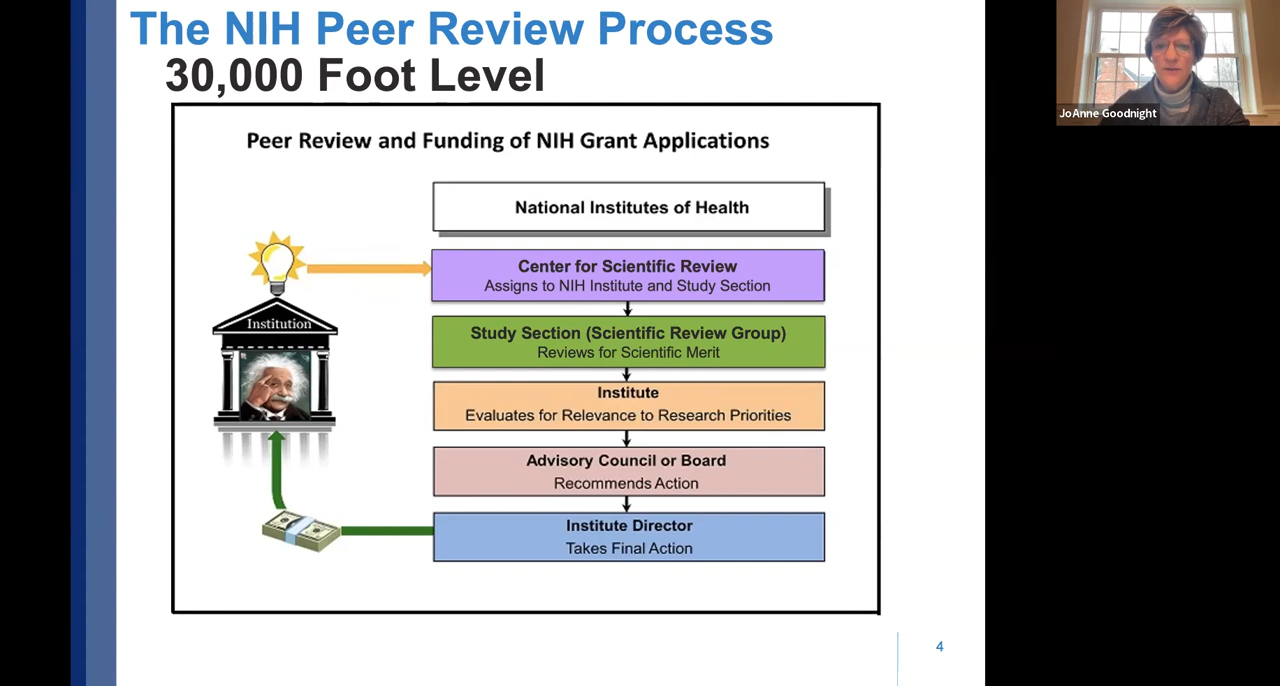 The NIH Peer Review Process
30,000 Foot Level
JoAnne Goodnight
Peer Review and Funding of NIH Grant Applications
National Institutes of Health
Center for Scientific Review
Assigns to NIH Institute and Study Section
Institution
Study Section (Scientific Review Group)
Reviews for Scientific Merit
Institute
Evaluates for Relevance to Research Priorities
Advisory Council or Board
Recommends Action
Institute Director
Takes Final Action
4